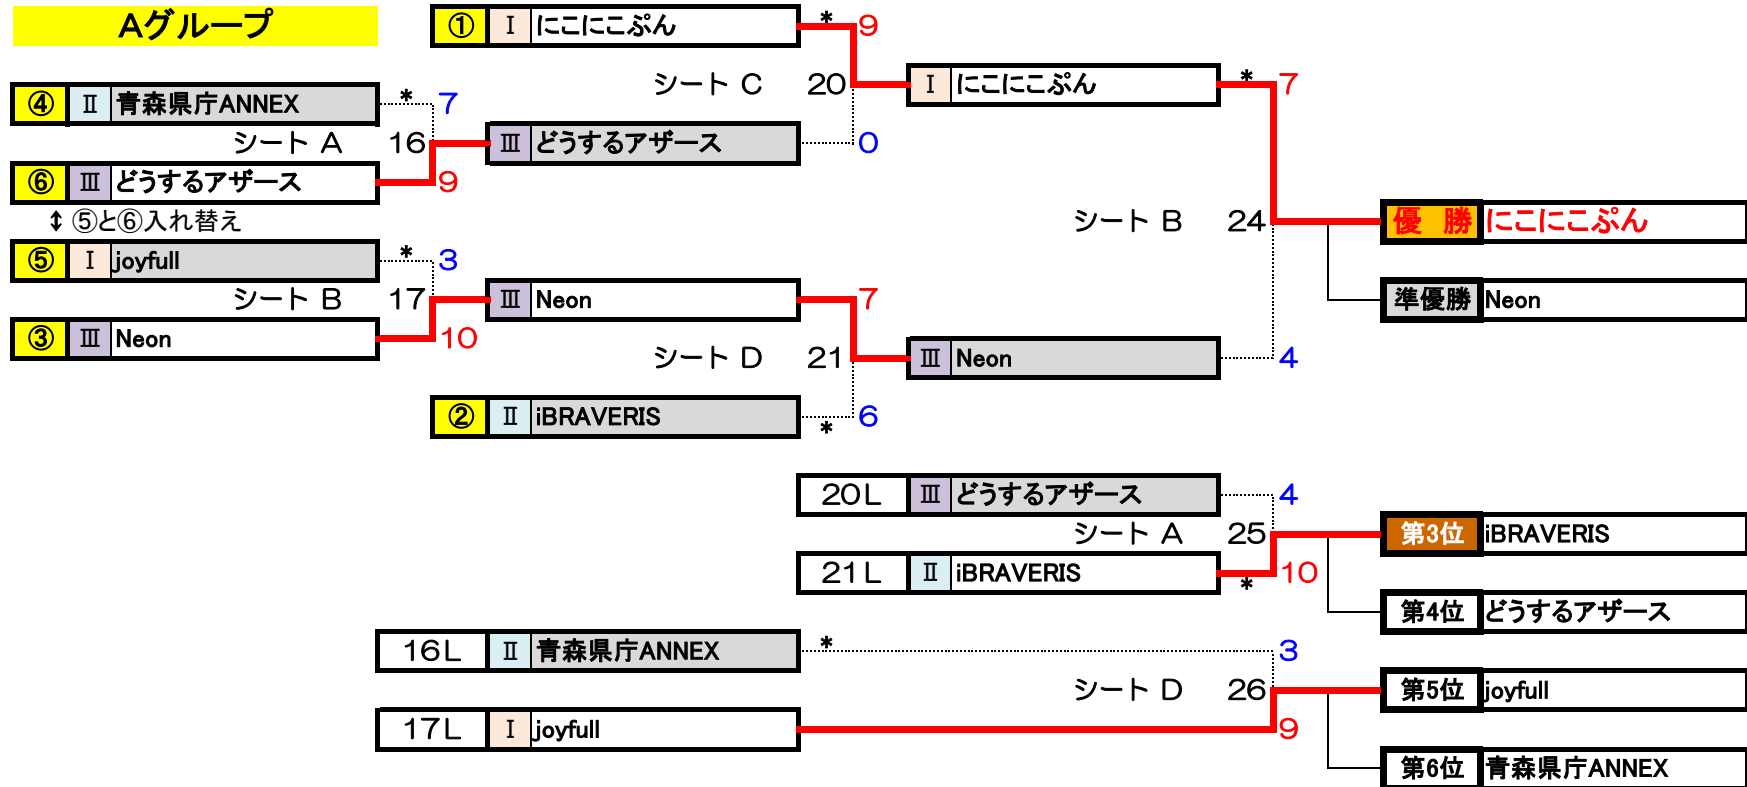 Aグループ
① Ⅰ にこにこぷん * 9
シート C 20
Ⅰ にこにこぷん * 7
④ Ⅱ 青森県庁ANNEX * 7
シート A 16
Ⅲ どうするアザース 0
⑥ Ⅲ どうするアザース 9
⇕ ⑤と⑥入れ替え
シート B 24
優 勝 にこにこぷん
⑤ Ⅰ joyfull * 3
シート B 17
Ⅲ Neon 7
準優勝 Neon
③ Ⅲ Neon 10
シート D 21
Ⅲ Neon 4
② Ⅱ iBRAVERIS * 6
20L Ⅲ どうするアザース 4
シート A 25
第3位 iBRAVERIS
21L Ⅱ iBRAVERIS * 10
第4位 どうするアザース
16L Ⅱ 青森県庁ANNEX * 3
シート D 26
第5位 joyfull
17L Ⅰ joyfull 9
第6位 青森県庁ANNEX